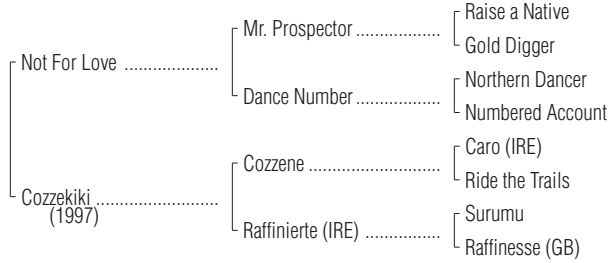 Raise a Native
Mr. Prospector ..................
Gold Digger
Not For Love ....................
Northern Dancer
Dance Number ..................
Numbered Account
Caro (IRE)
Cozzene ............................
Ride the Trails
Cozzekiki ..........................
(1997)
Surumu
Raffinierte (IRE) ................
Raffinesse (GB)